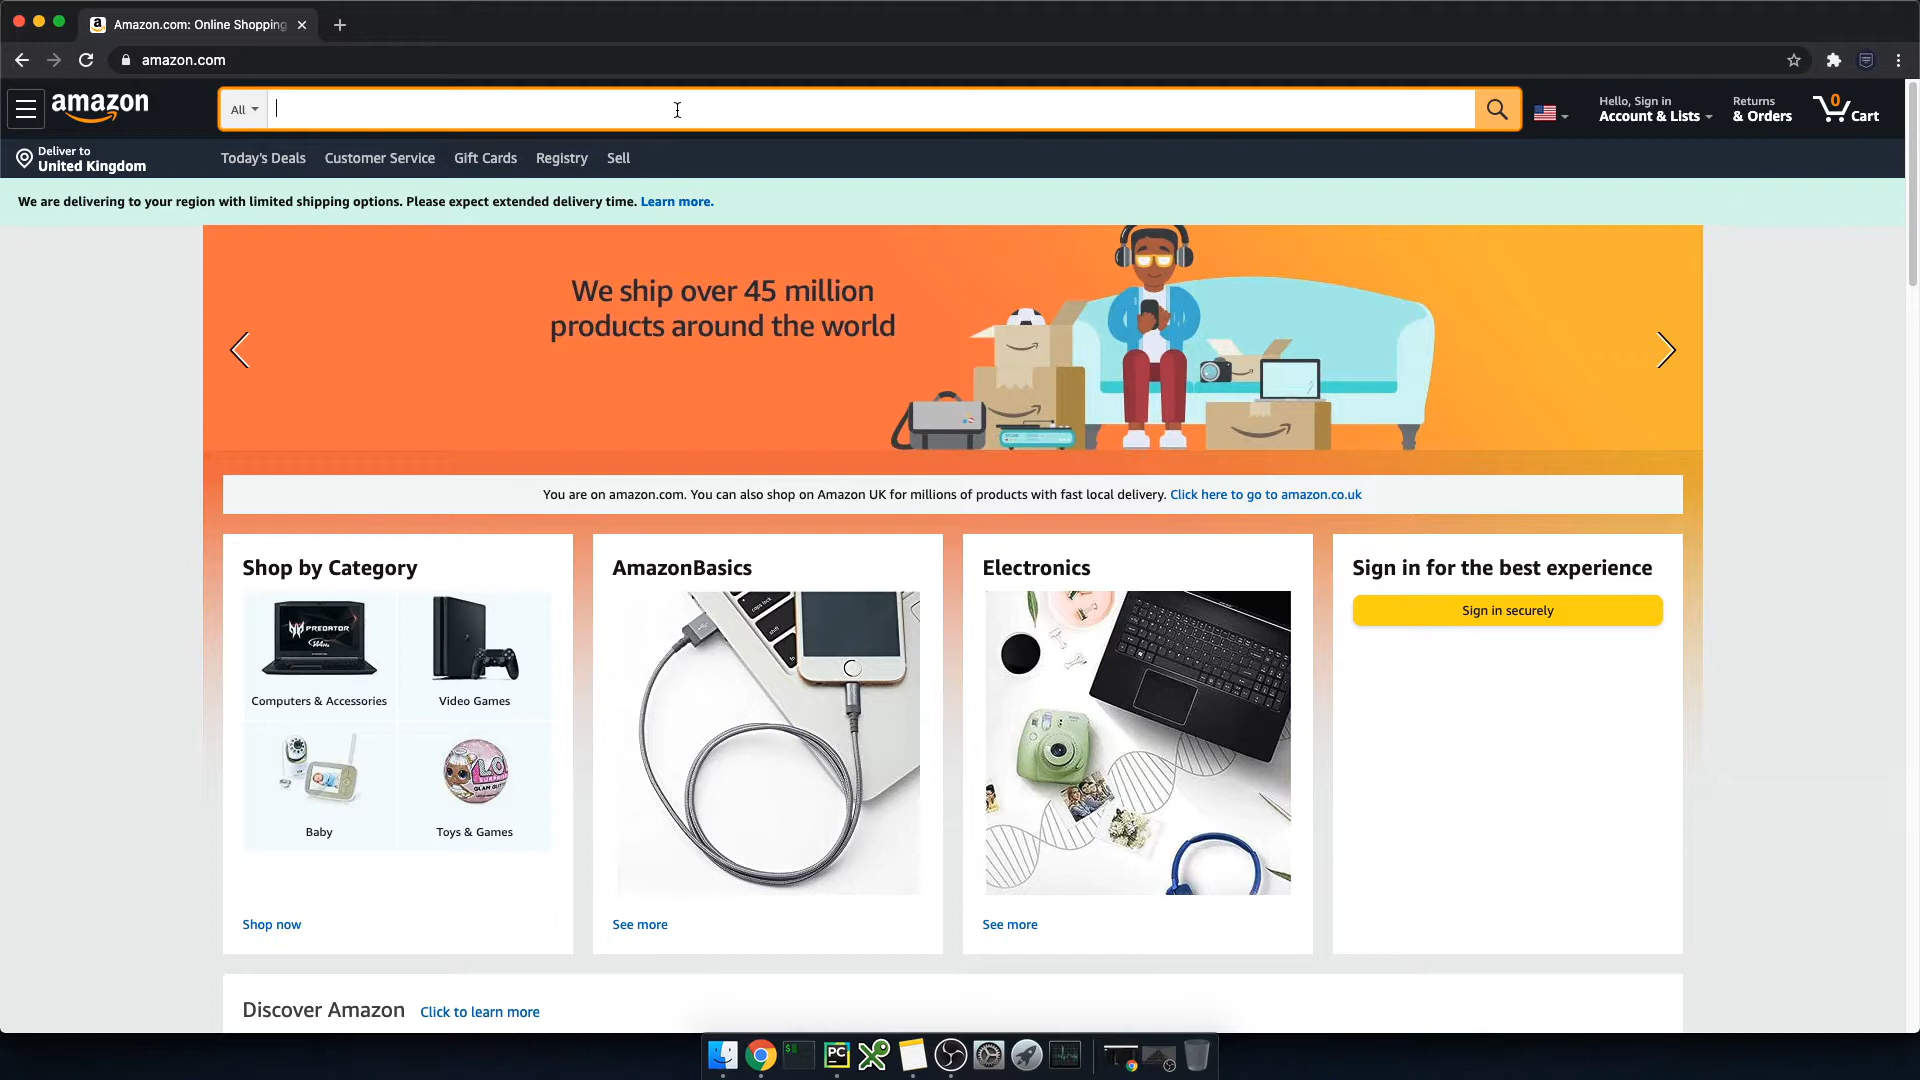 Amazon.com: Online Shopping
amazon.com
amazon
All
Hello, Sign in
Account & Lists
Returns
& Orders
0
Cart
Deliver to
United Kingdom
Today's Deals
Customer Service
Gift Cards
Registry
Sell
We are delivering to your region with limited shipping options. Please expect extended delivery time. Learn more.
We ship over 45 million
products around the world
You are on amazon.com. You can also shop on Amazon UK for millions of products with fast local delivery. Click here to go to amazon.co.uk
Shop by Category
PREDATOR
Computers & Accessories
Video Games
Baby
Toys & Games
Shop now
AmazonBasics
caps lock
shift
See more
Electronics
See more
Sign in for the best experience
Sign in securely
Discover Amazon
Click to learn more
PC